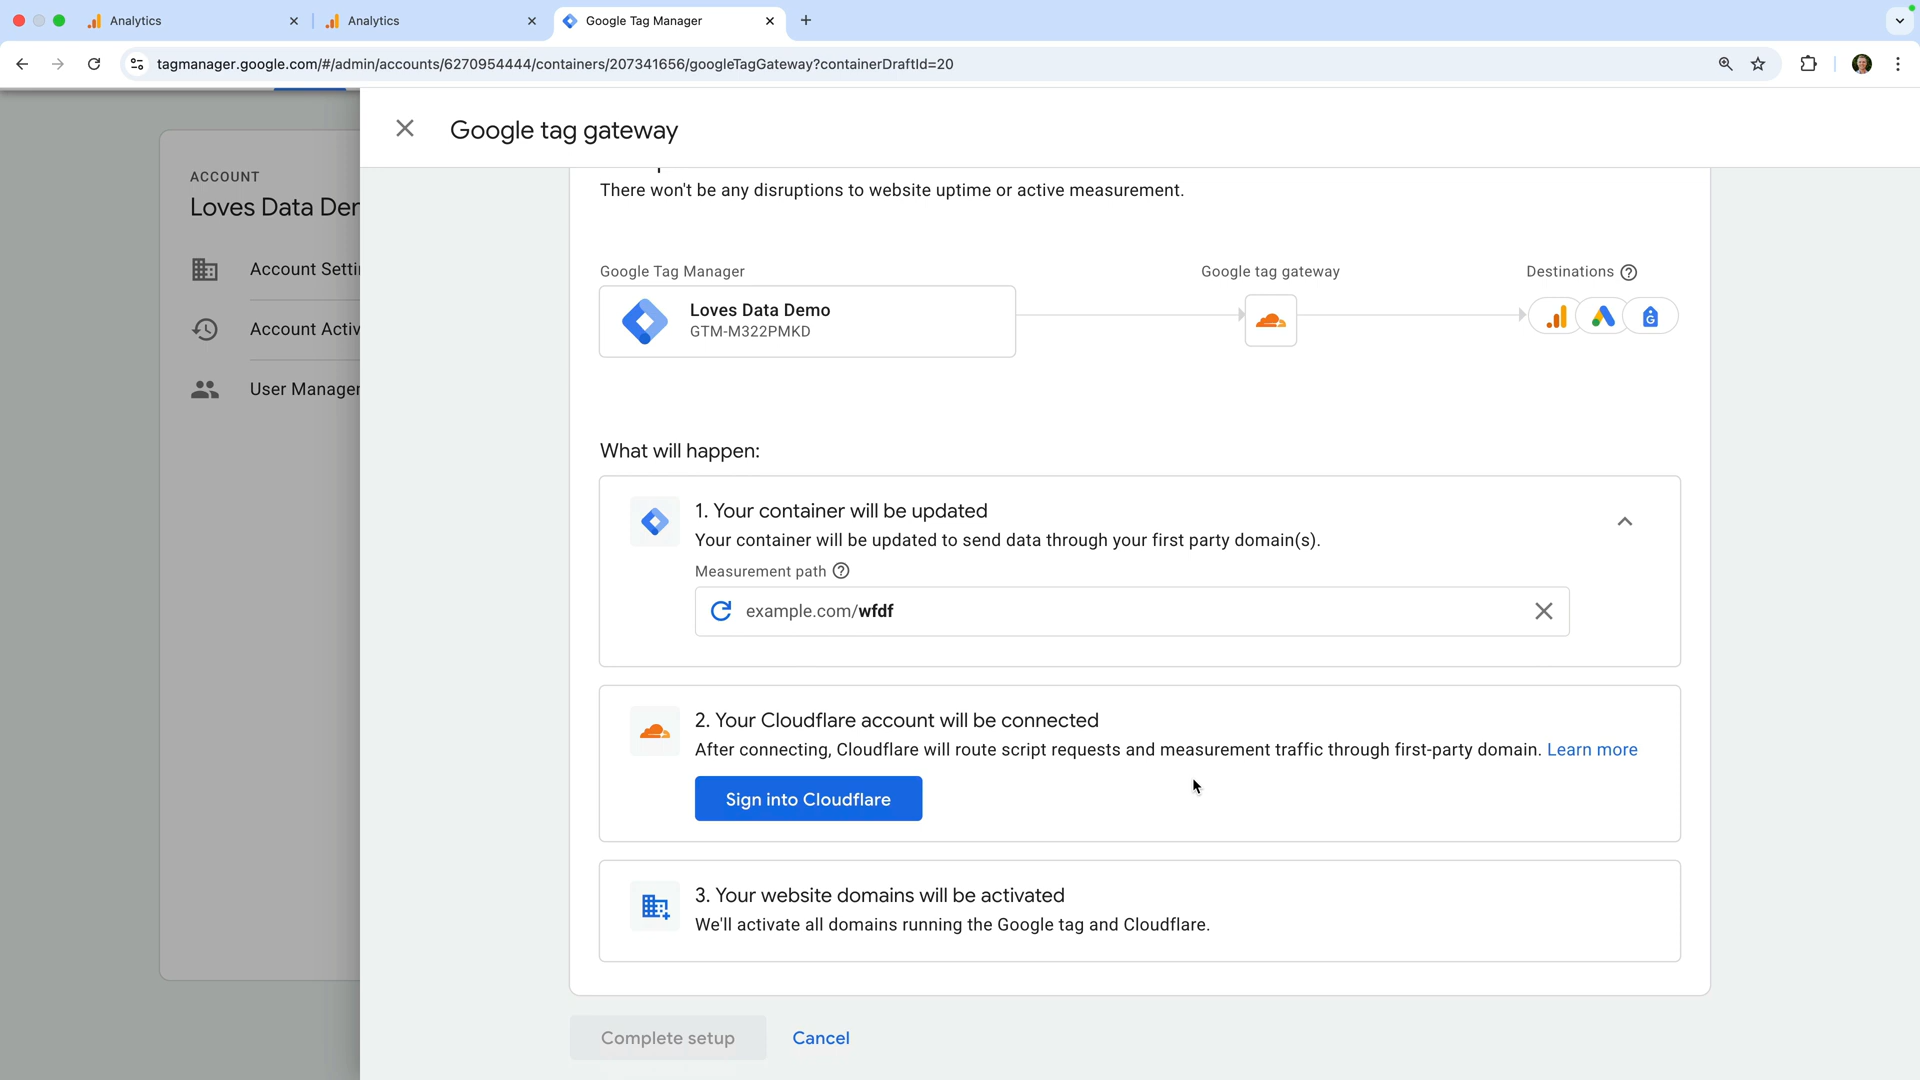 Analytics
Analytics
Google Tag Manager
tagmanager.google.com/#/admin/accounts/6270954444/containers/207341656/googleTagGateway?containerDraftId=20
Google tag gateway
ACCOUNT
Loves Data Der
Account Setti
Account Activ
User Manager
There won't be any disruptions to website uptime or active measurement.
Google Tag Manager
Google tag gateway
Destinations
Loves Data Demo
GTM-M322PMKD
What will happen:
1. Your container will be updated
Your container will be updated to send data through your first party domain(s).
Measurement path
example.com/wfdf
2. Your Cloudflare account will be connected
After connecting, Cloudflare will route script requests and measurement traffic through first-party domain. Learn more
Sign into Cloudflare
3. Your website domains will be activated
We'll activate all domains running the Google tag and Cloudflare.
Complete setup
Cancel